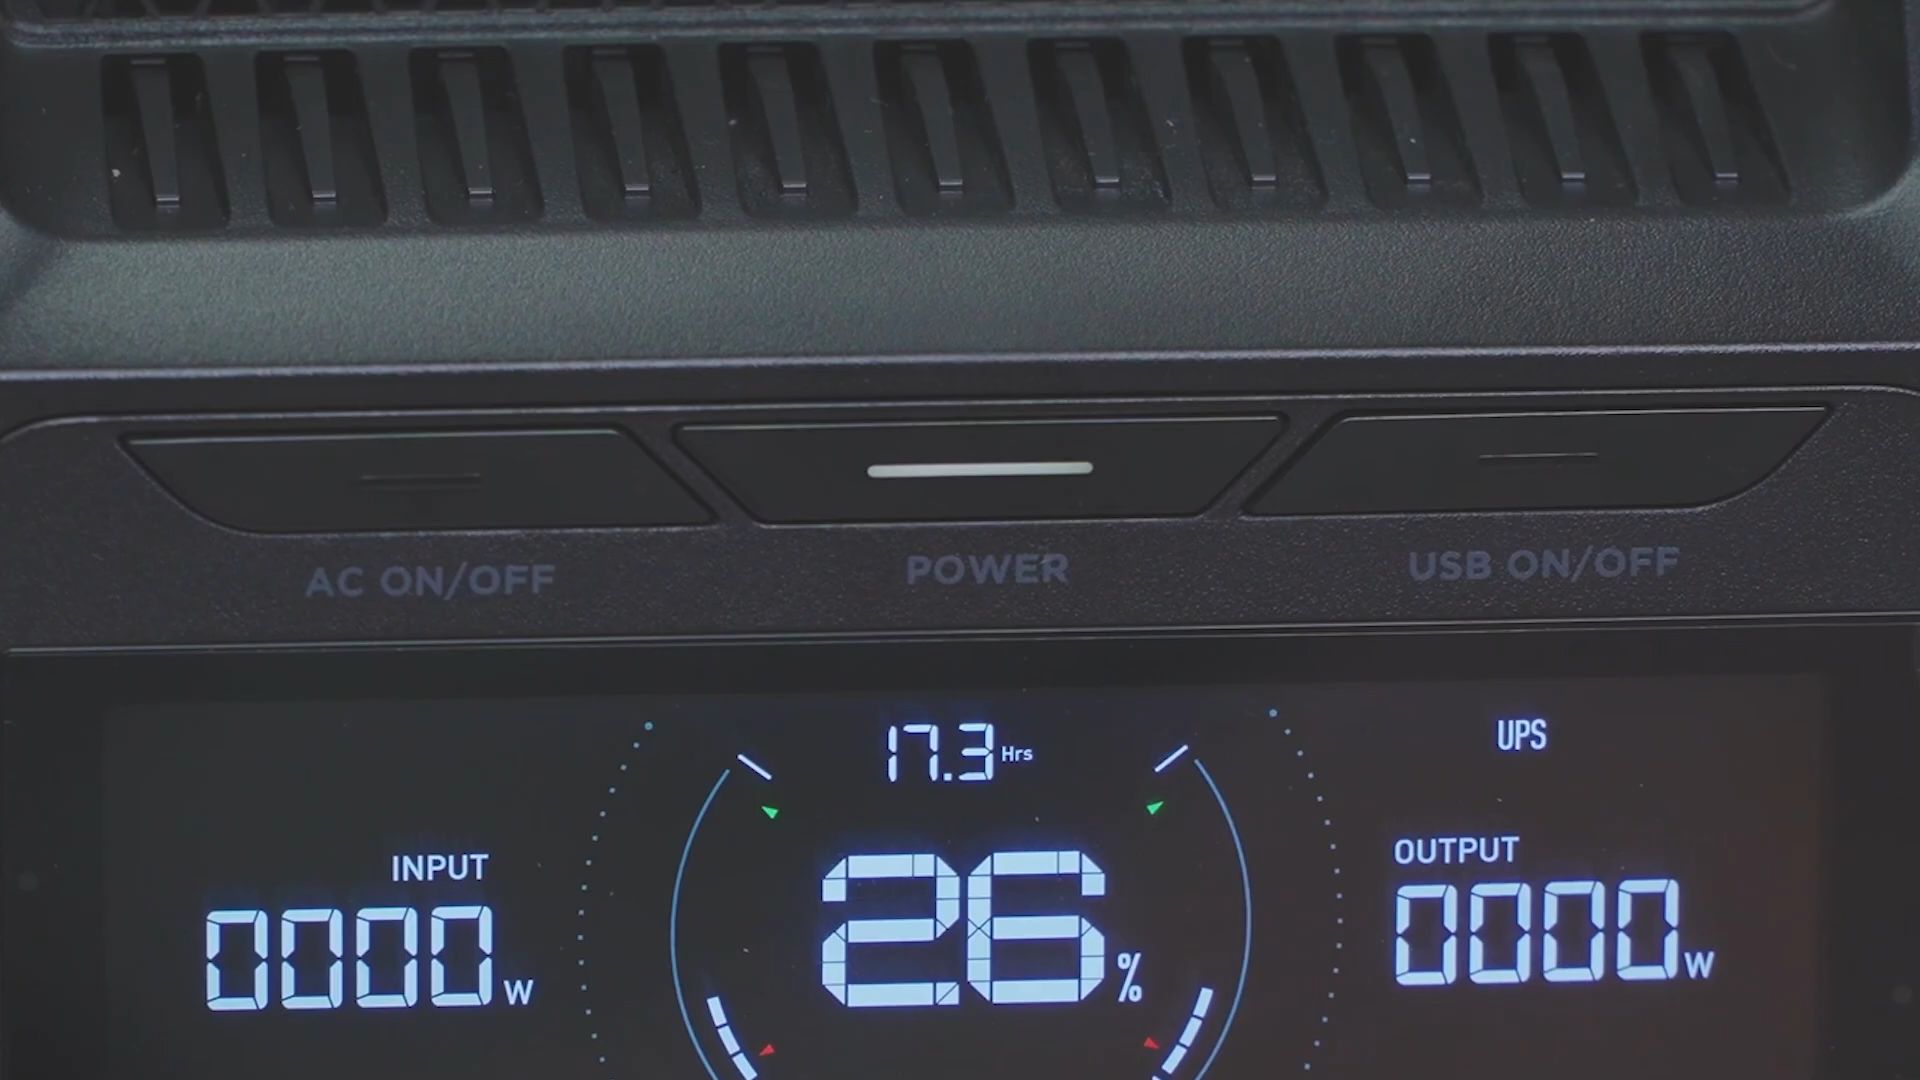 AC ON/OFF
POWER
USB ON/OFF
17.3 Hrs
UPS
INPUT
0000 W
26 %
OUTPUT
0000 W